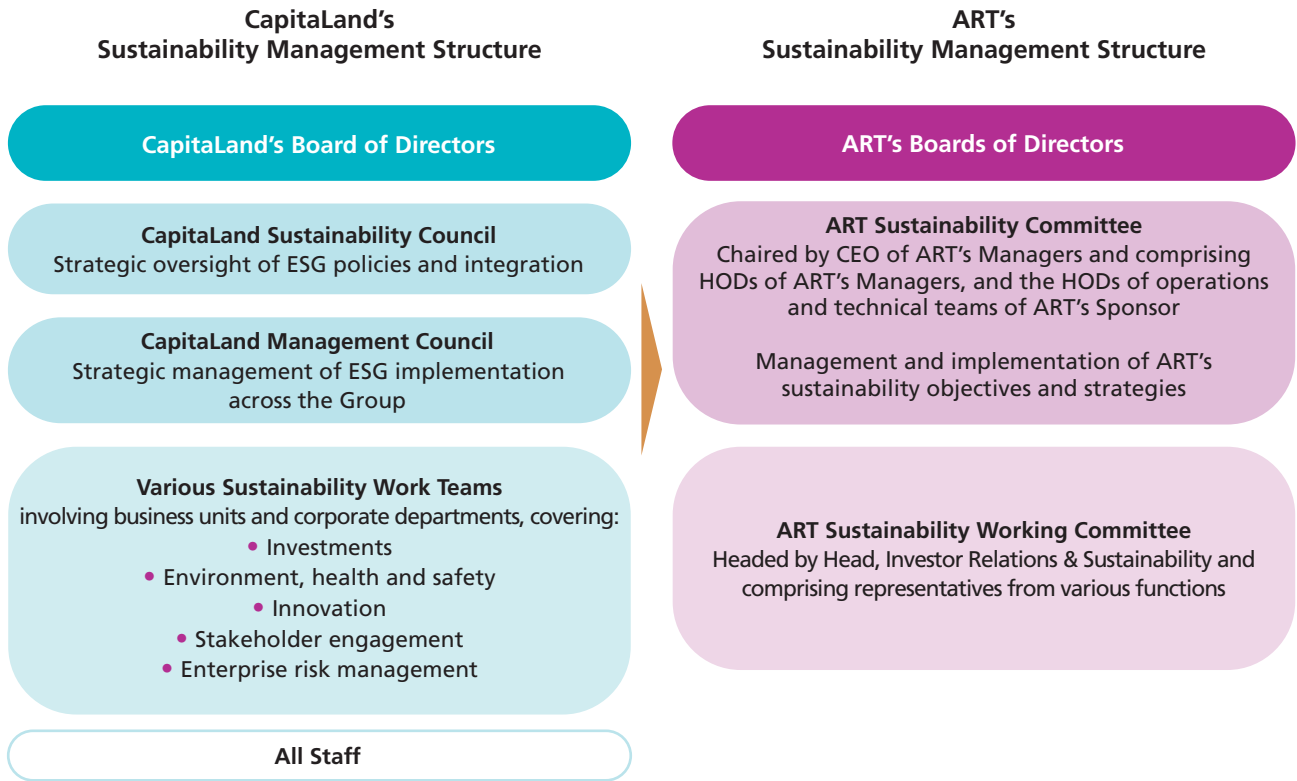 CapitaLand’s
Sustainability Management Structure
CapitaLand’s Board of Directors
CapitaLand Sustainability Council
Strategic oversight of ESG policies and integration
CapitaLand Management Council
Strategic management of ESG implementation
across the Group
Various Sustainability Work Teams
involving business units and corporate departments, covering:
• Investments
• Environment, health and safety
• Innovation
• Stakeholder engagement
• Enterprise risk management
All Staff
ART’s
Sustainability Management Structure
ART’s Boards of Directors
ART Sustainability Committee
Chaired by CEO of ART’s Managers and comprising
HODs of ART’s Managers, and the HODs of operations
and technical teams of ART’s Sponsor
Management and implementation of ART’s
sustainability objectives and strategies
ART Sustainability Working Committee
Headed by Head, Investor Relations & Sustainability and
comprising representatives from various functions